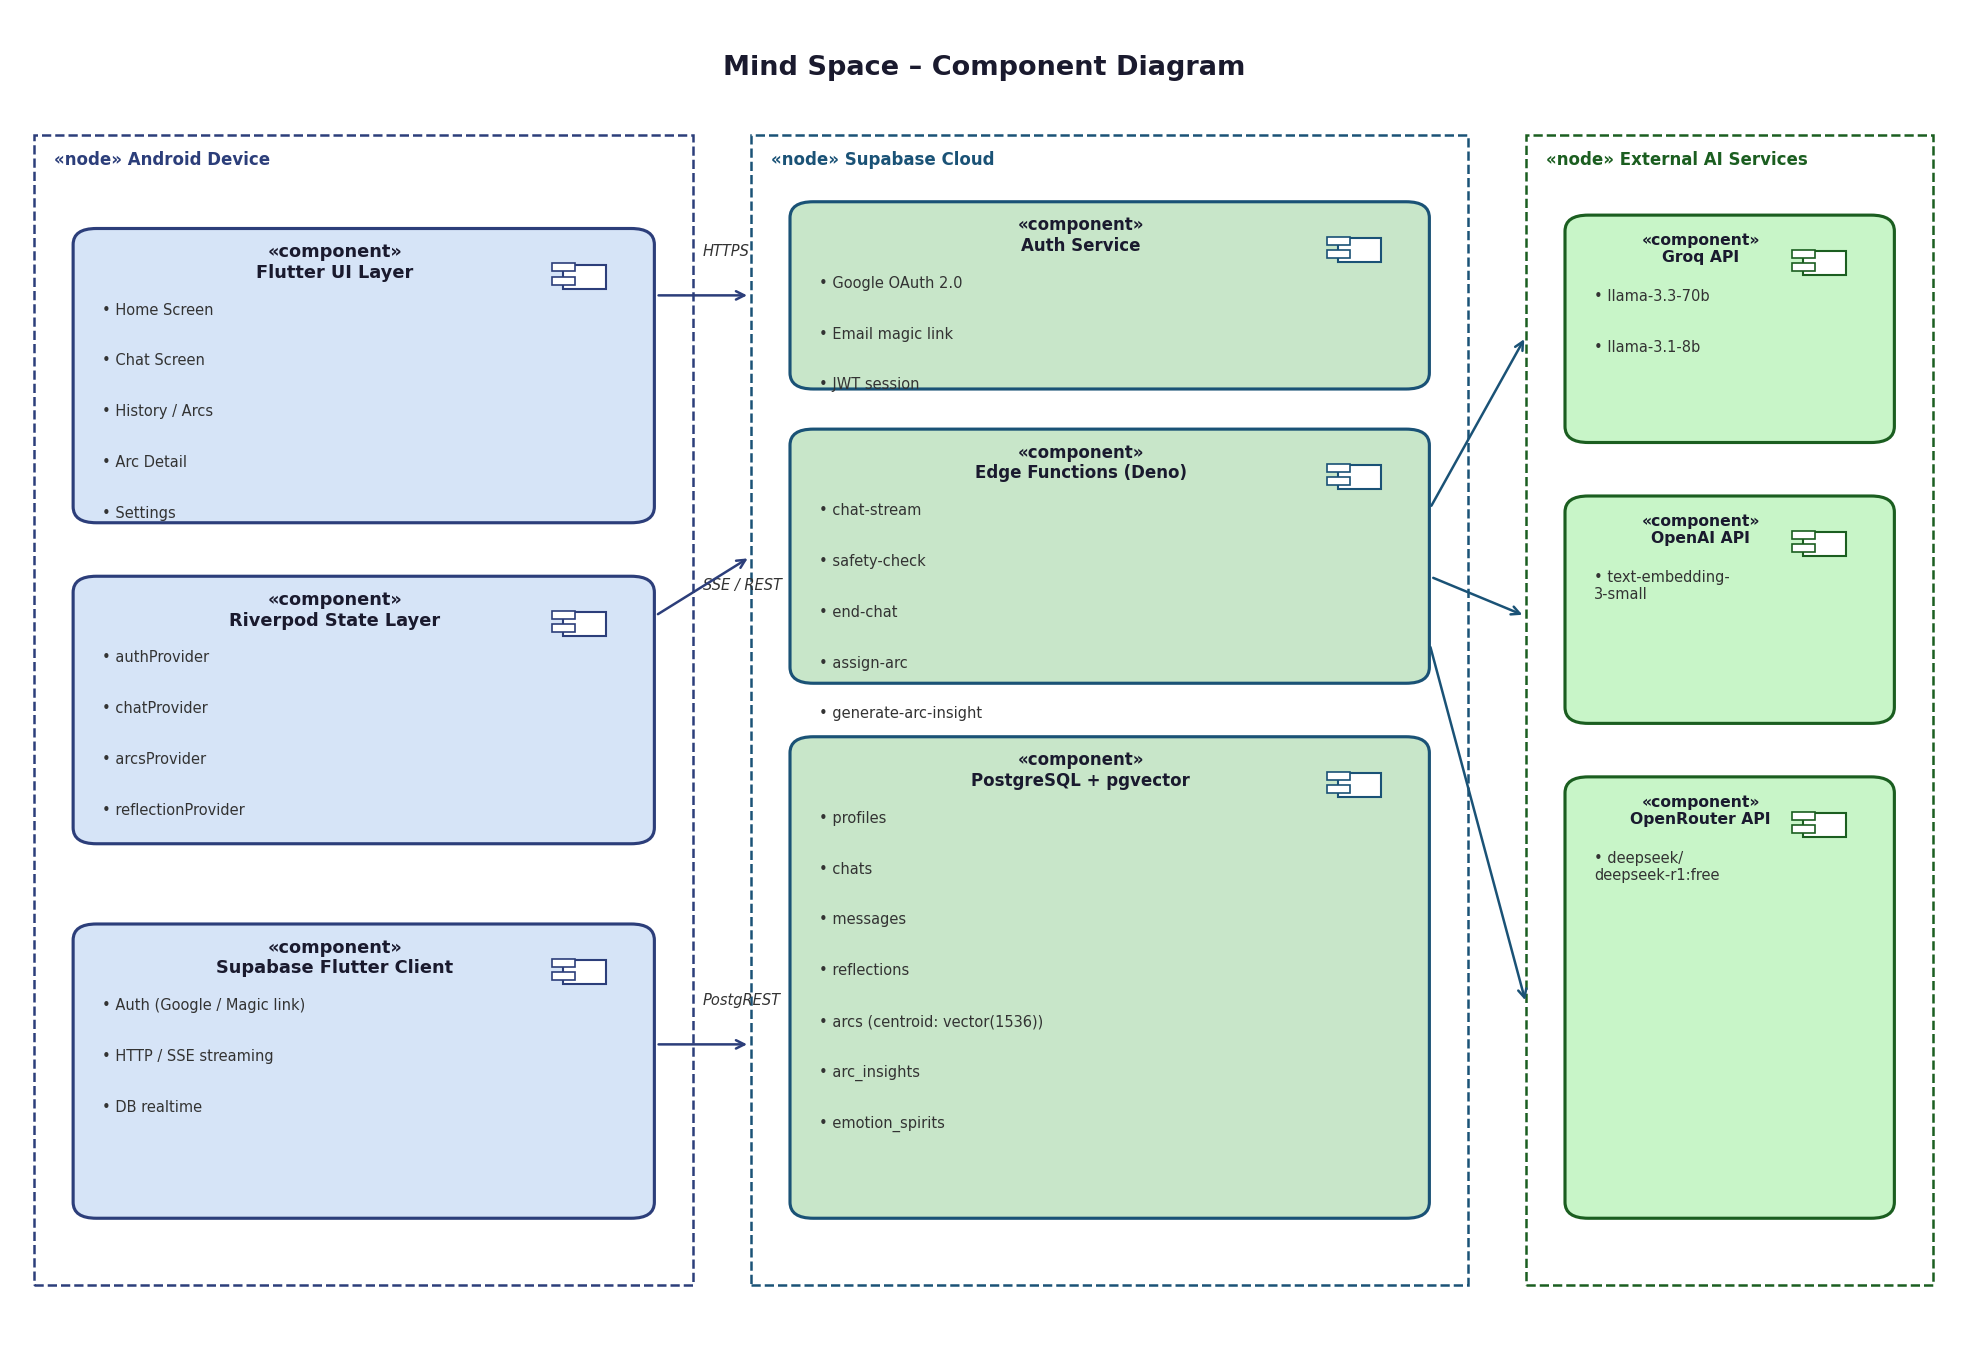 Mind Space – Component Diagram
«node» Android Device
«component»
Flutter UI Layer
• Home Screen
• Chat Screen
• History / Arcs
• Arc Detail
• Settings
«component»
Riverpod State Layer
• authProvider
• chatProvider
• arcsProvider
• reflectionProvider
«component»
Supabase Flutter Client
• Auth (Google / Magic link)
• HTTP / SSE streaming
• DB realtime
HTTPS
SSE / REST
PostgREST
«node» Supabase Cloud
«component»
Auth Service
• Google OAuth 2.0
• Email magic link
• JWT session
«component»
Edge Functions (Deno)
• chat-stream
• safety-check
• end-chat
• assign-arc
• generate-arc-insight
«component»
PostgreSQL + pgvector
• profiles
• chats
• messages
• reflections
• arcs (centroid: vector(1536))
• arc_insights
• emotion_spirits
«node» External AI Services
«component»
Groq API
• llama-3.3-70b
• llama-3.1-8b
«component»
OpenAI API
• text-embedding-
3-small
«component»
OpenRouter API
• deepseek/
deepseek-r1:free